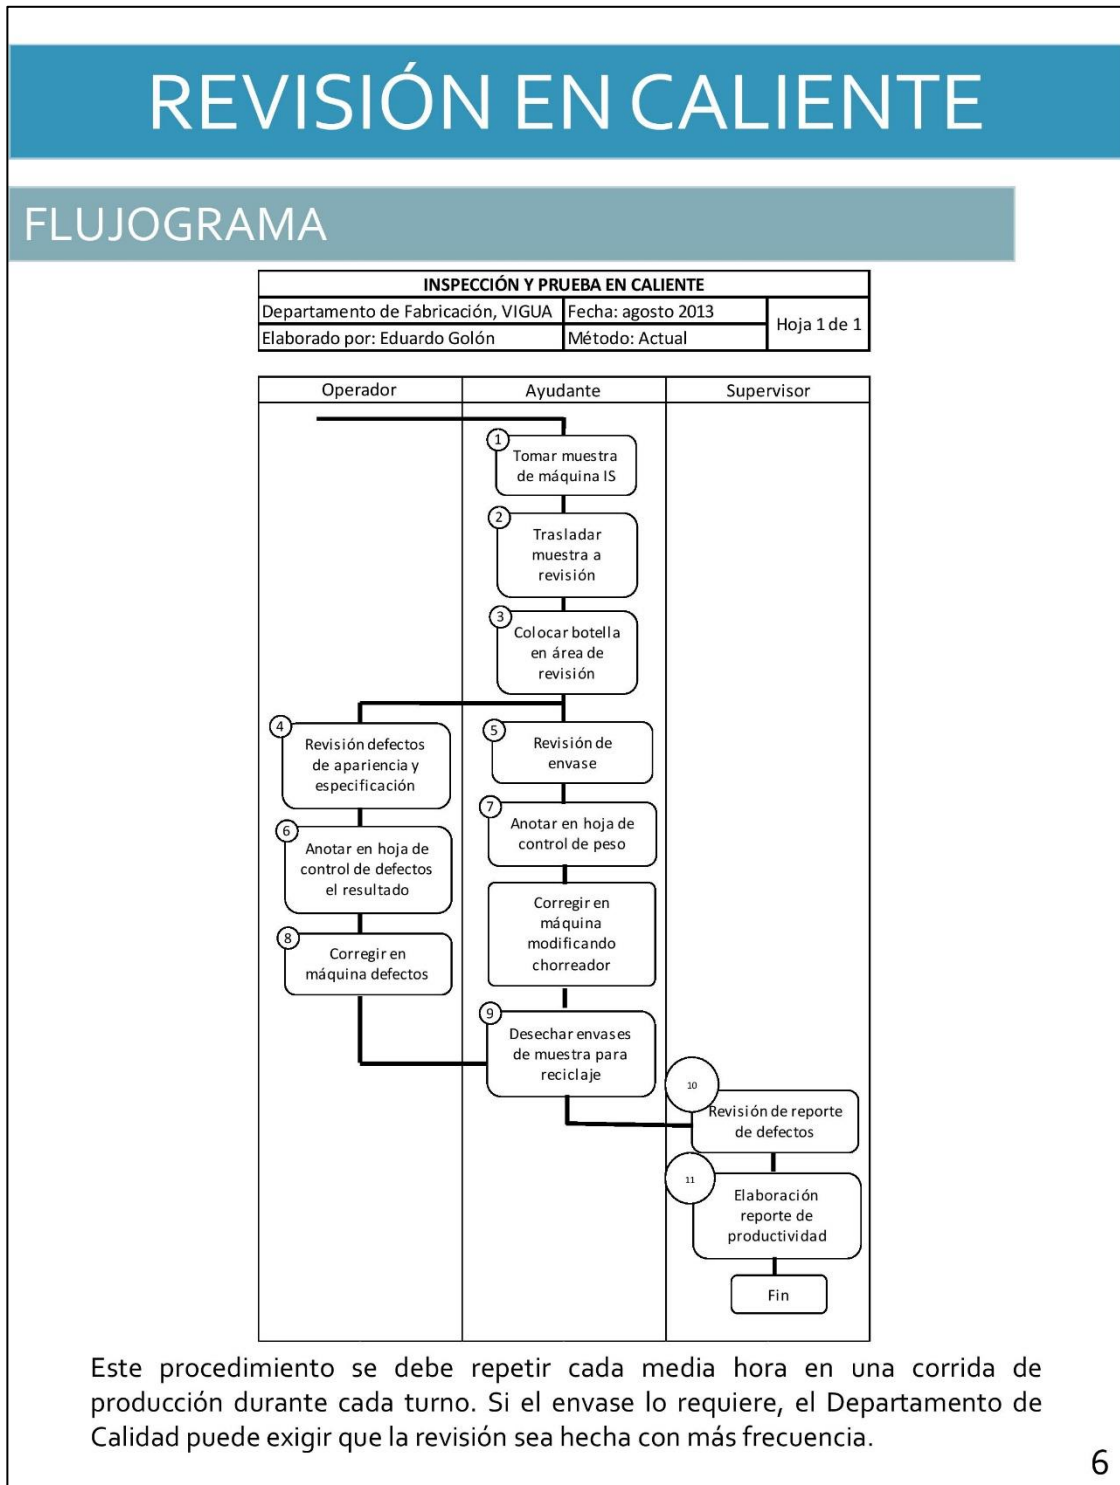 REVISIÓN EN CALIENTE
FLUJOGRAMA
INSPECCIÓN Y PRUEBA EN CALIENTE
Departamento de Fabricación, VIGUA
Fecha: agosto 2013
Hoja 1 de 1
Elaborado por: Eduardo Golón
Método: Actual
Operador
Ayudante
Supervisor
1
Tomar muestra
de máquina IS
2
Trasladar
muestra a
revisión
3
Colocar botella
en área de
revisión
4
Revisión defectos
de apariencia y
especificación
5
Revisión de
envase
6
Anotar en hoja de
control de defectos
el resultado
7
Anotar en hoja de
control de peso
8
Corregir en
máquina defectos
Corregir en
máquina
modificando
chorreador
9
Desechar envases
de muestra para
reciclaje
10
Revisión de reporte
de defectos
11
Elaboración
reporte de
productividad
Fin
Este procedimiento se debe repetir cada media hora en una corrida de
producción durante cada turno. Si el envase lo requiere, el Departamento de
Calidad puede exigir que la revisión sea hecha con más frecuencia.
6